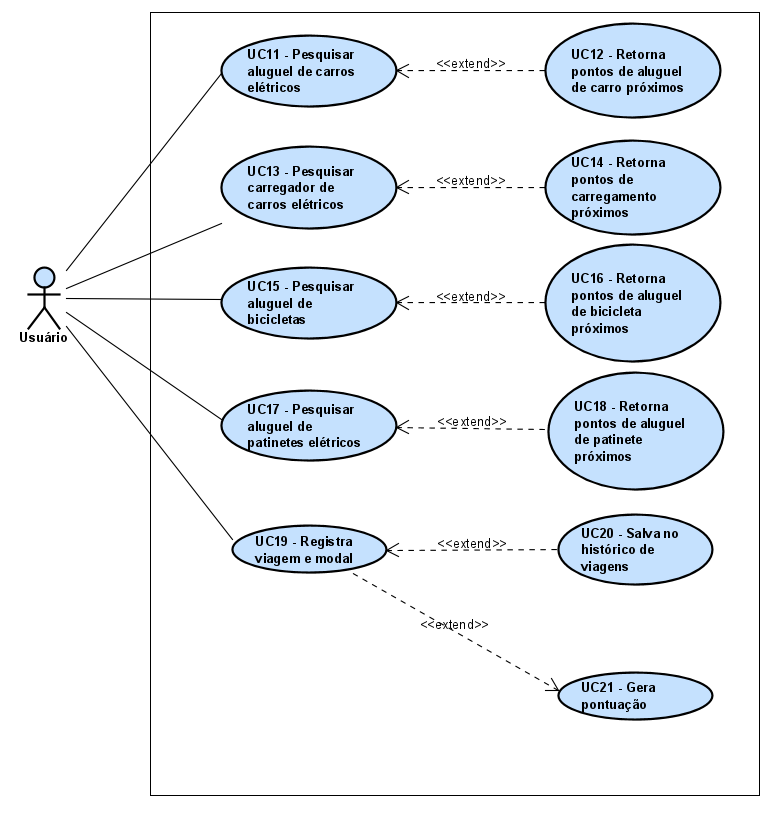 UC11 - Pesquisar
aluguel de carros
elétricos
<<extend>>
UC12 - Retorna
pontos de aluguel
de carro próximos
UC13 - Pesquisar
carregador de
carros elétricos
<<extend>>
UC14 - Retorna
pontos de
carregamento
próximos
UC15 - Pesquisar
aluguel de
bicicletas
<<extend>>
UC16 - Retorna
pontos de aluguel
de bicicleta
próximos
Usuário
UC17 - Pesquisar
aluguel de
patinetes elétricos
<<extend>>
UC18 - Retorna
pontos de aluguel
de patinete
próximos
UC19 - Registra
viagem e modal
<<extend>>
UC20 - Salva no
histórico de
viagens
<<extend>>
UC21 - Gera
pontuação